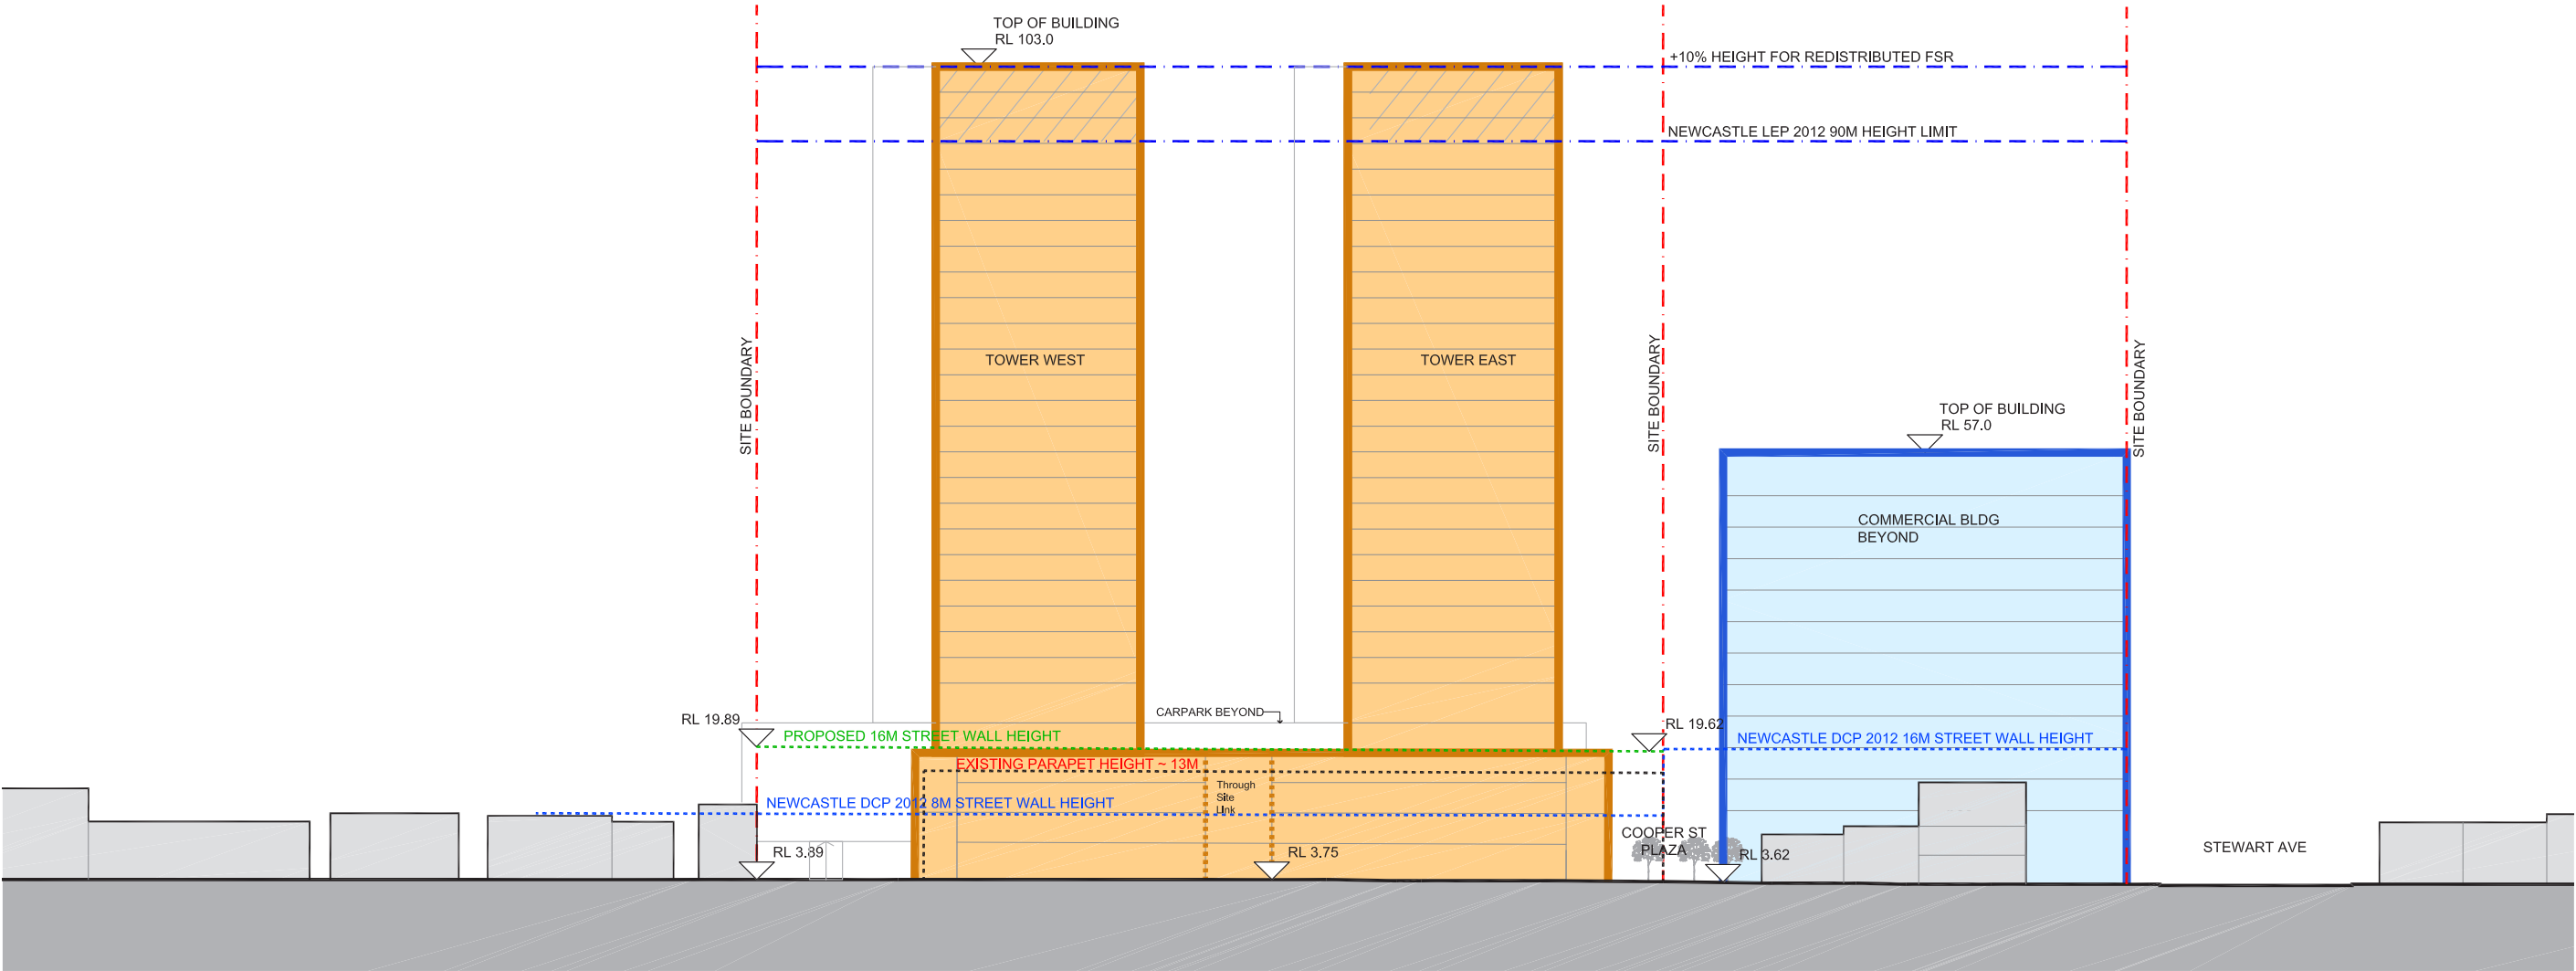 TOP OF BUILDING
RL 103.0
+10% HEIGHT FOR REDISTRIBUTED FSR
NEWCASTLE LEP 2012 90M HEIGHT LIMIT
SITE BOUNDARY
TOWER WEST
TOWER EAST
SITE BOUNDARY
SITE BOUNDARY
TOP OF BUILDING
RL 57.0
COMMERCIAL BLDG
BEYOND
RL 19.89
CARPARK BEYOND
RL 19.62
PROPOSED 16M STREET WALL HEIGHT
NEWCASTLE DCP 2012 16M STREET WALL HEIGHT
EXISTING PARAPET HEIGHT ~ 13M
Through
Site
Link
NEWCASTLE DCP 2012 8M STREET WALL HEIGHT
COOPER ST
PLAZA
RL 3.89
RL 3.75
RL 3.62
STEWART AVE